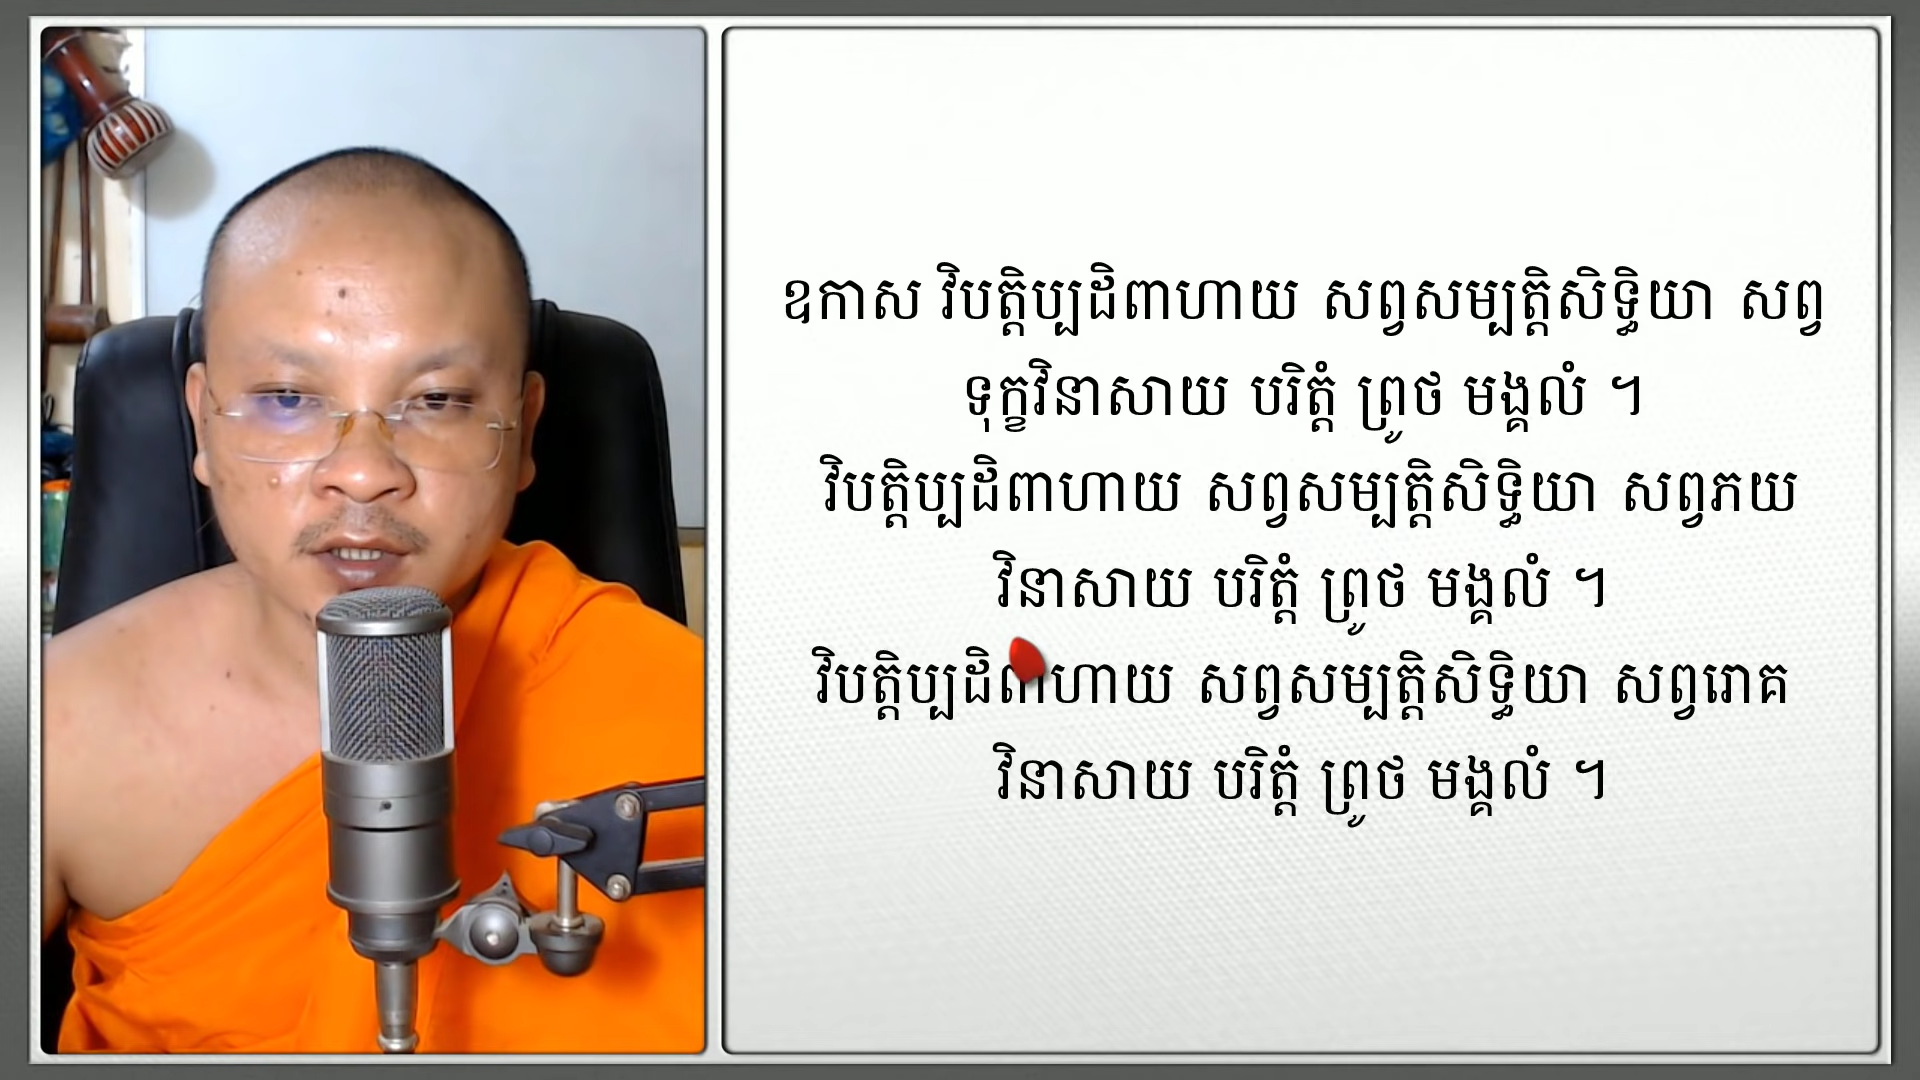 ឱកាស វិបត្តិប្បដិពាហាយ សព្វសម្បត្តិសិទ្ធិយា សព្វ
ទុក្ខវិនាសាយ បរិត្តំ ព្រូថ មង្គលំ ។
វិបត្តិប្បដិពាហាយ សព្វសម្បត្តិសិទ្ធិយា សព្វភយ
វិនាសាយ បរិត្តំ ព្រូថ មង្គលំ ។
វិបត្តិប្បដិពាហាយ សព្វសម្បត្តិសិទ្ធិយា សព្វរោគ
វិនាសាយ បរិត្តំ ព្រូថ មង្គលំ ។